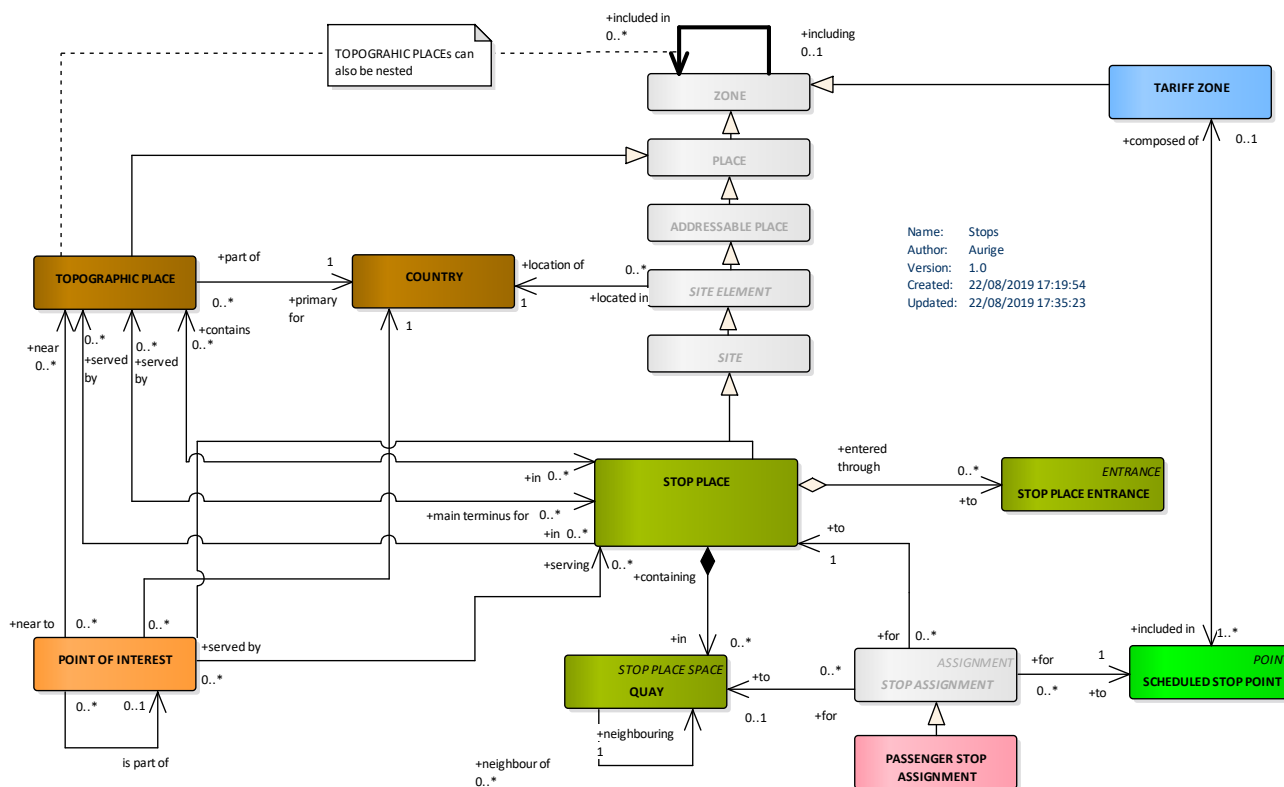 +included in
0..*
+including
0..1
TOPOGRAHIC PLACEs can
also be nested
ZONE
TARIFF ZONE
+composed of
0..1
PLACE
ADDRESSABLE PLACE
Name: Stops
Author: Aurige
Version: 1.0
Created: 22/08/2019 17:19:54
Updated: 22/08/2019 17:35:23
TOPOGRAPHIC PLACE
+part of
1
0..*
+primary
for
COUNTRY
+location of
1
0..*
+located in
SITE ELEMENT
1
SITE
+near
0..*
0..*
+served
by
0..*
+served
by
+contains
0..*
+in 0..*
+main terminus for 0..*
+in 0..*
STOP PLACE
+entered
through
0..*
+to
ENTRANCE
STOP PLACE ENTRANCE
+serving
0..*
+containing
+to
1
+near to
0..*
0..*
POINT OF INTEREST
+served by
0..*
0..*
0..1
is part of
+in
0..*
STOP PLACE SPACE
QUAY
+neighbouring
1
+neighbour of
0..*
+to
0..1
0..*
+for
+for
0..*
ASSIGNMENT
STOP ASSIGNMENT
+for
0..*
1
+to
PASSENGER STOP
ASSIGNMENT
+included in
1..*
POINT
SCHEDULED STOP POINT